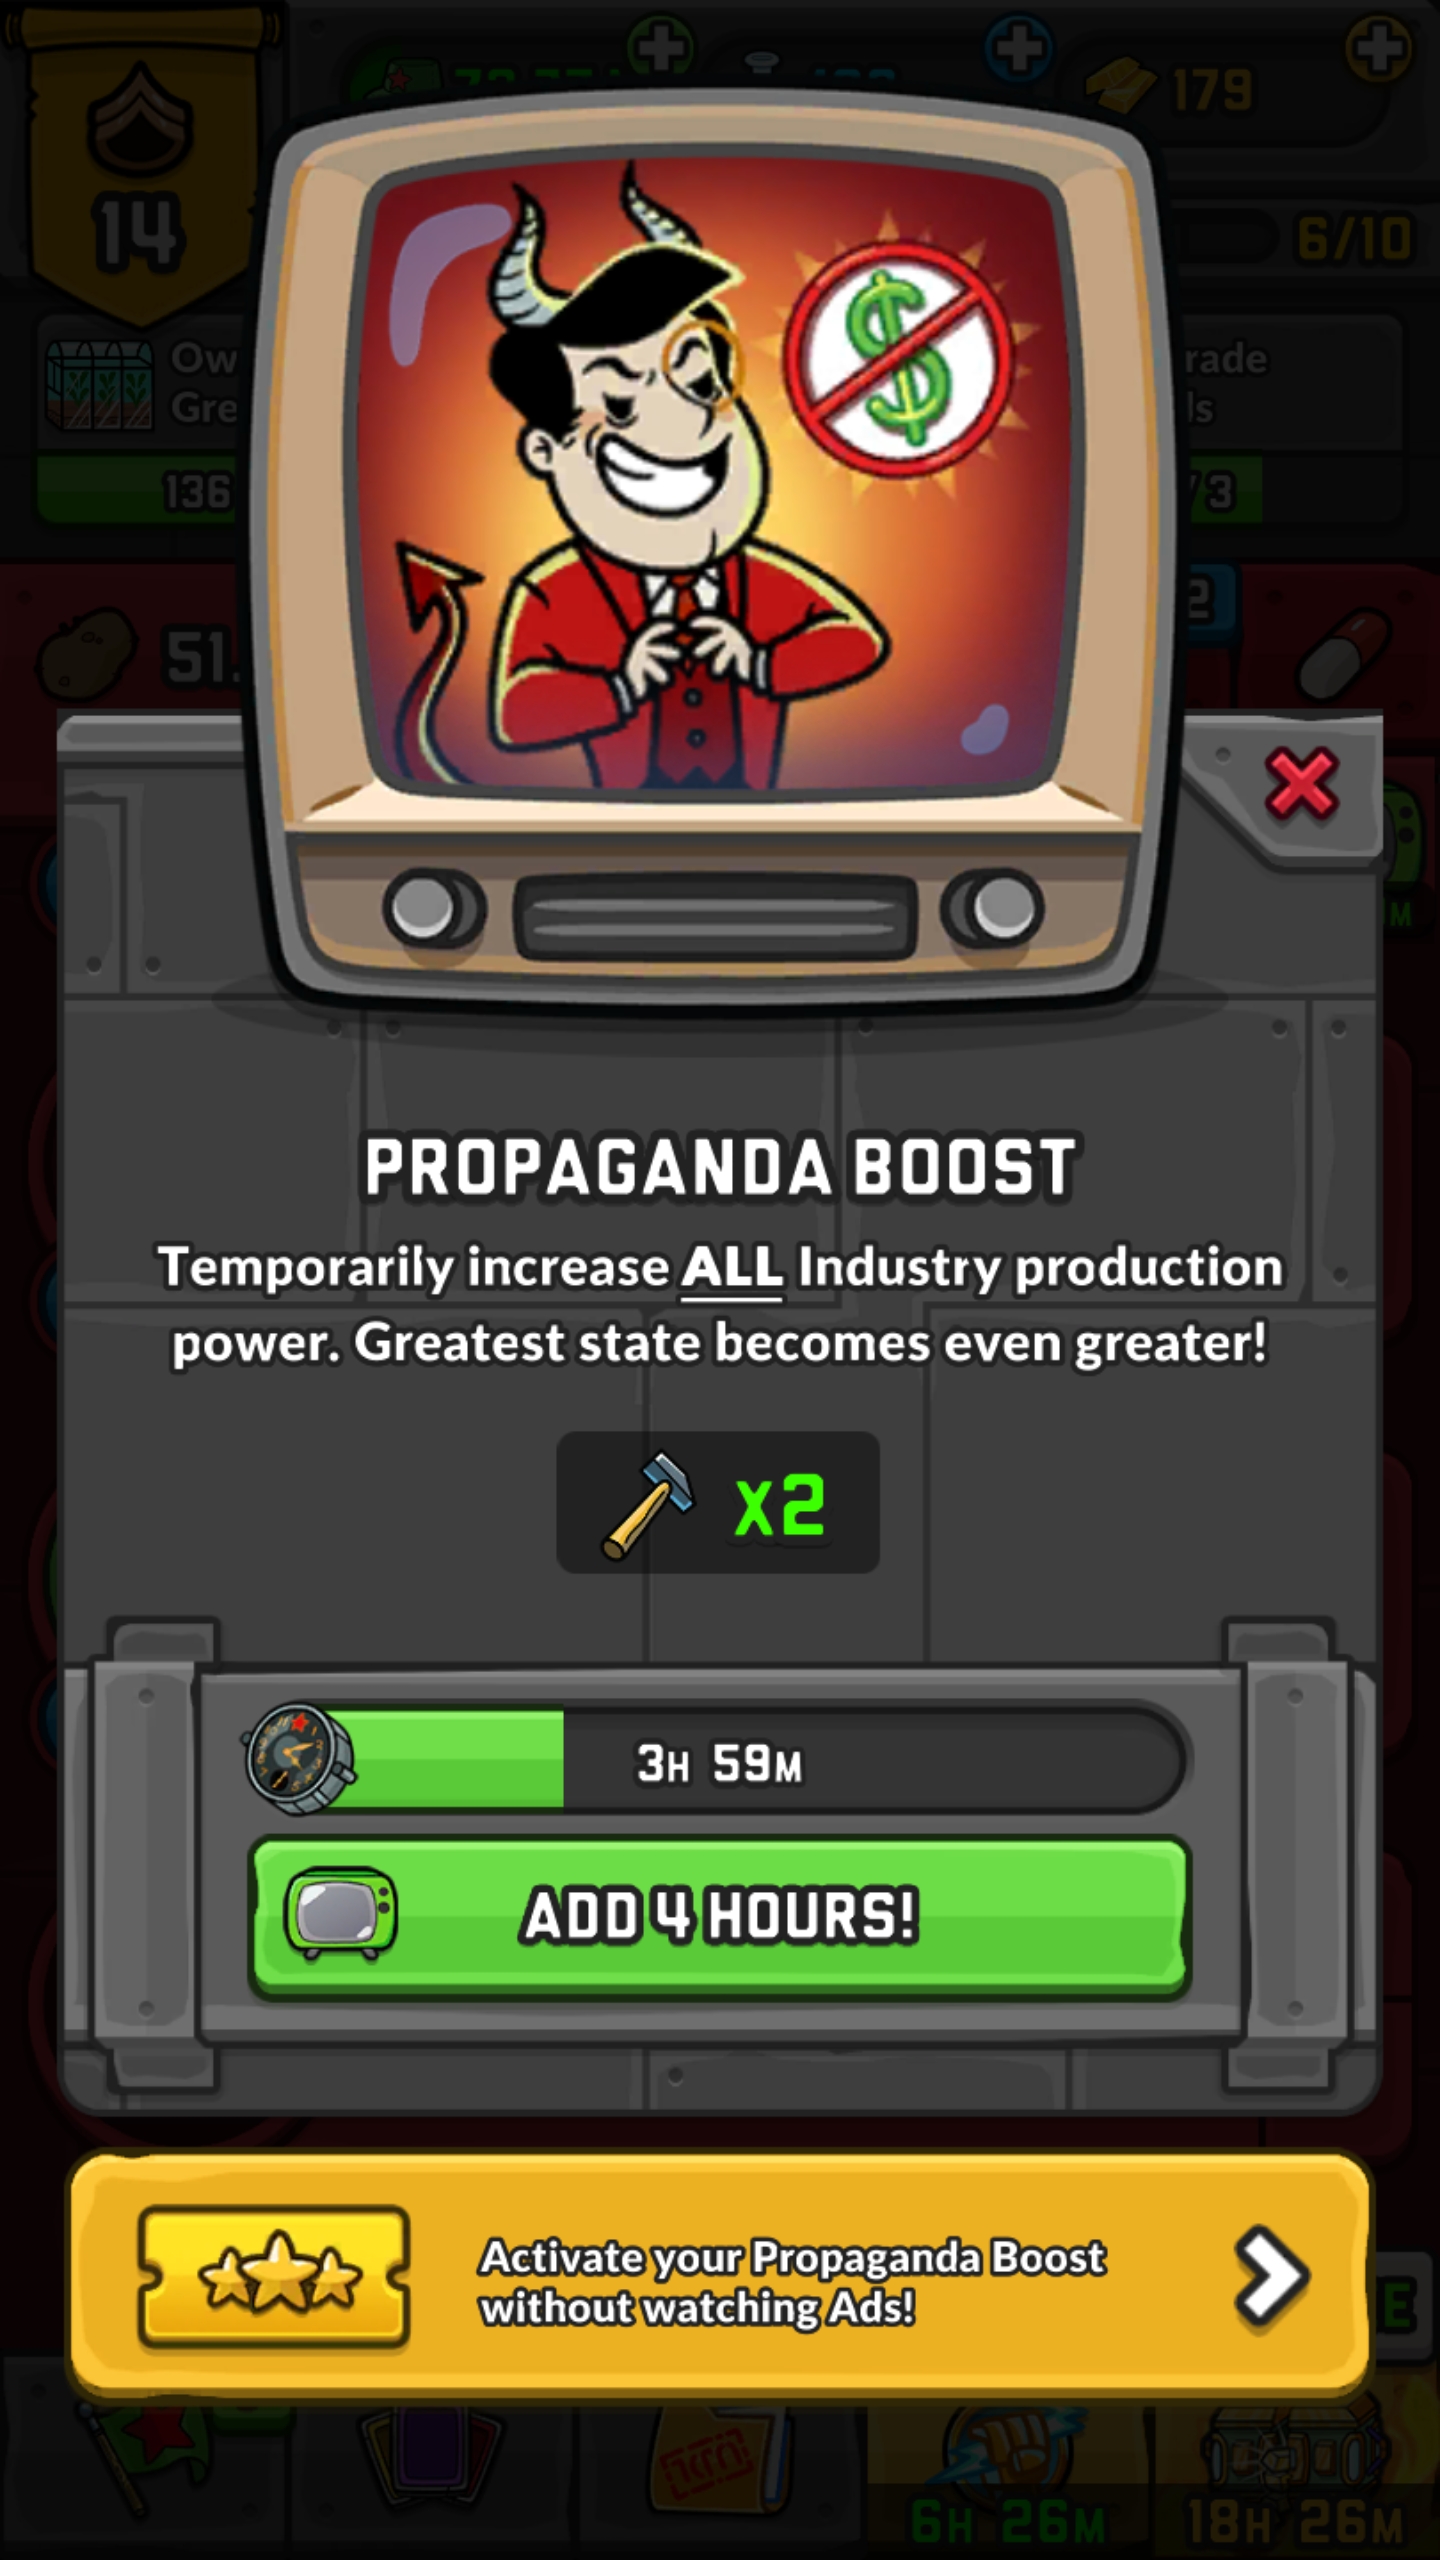 179
14
6/10
Ow
Gre
rade
ls
136
/3
51.
2
M
PROPAGANDA BOOST
Temporarily increase ALL Industry production
power. Greatest state becomes even greater!
x2
3H 59M
ADD 4 HOURS!
Activate your Propaganda Boost
without watching Ads!
E
6H 26M
18H 26M